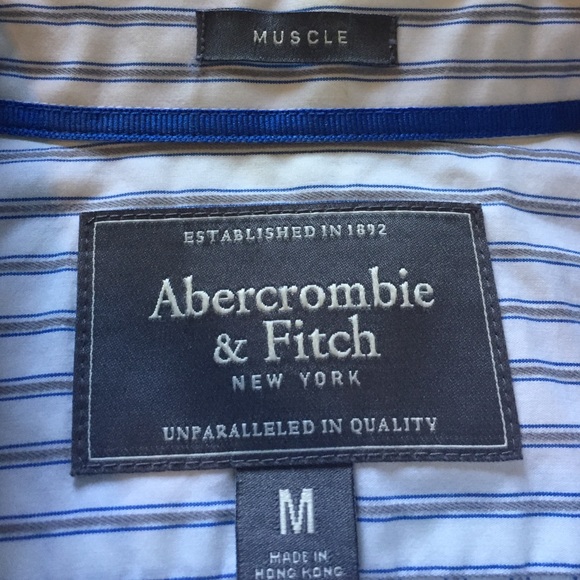 MUSCLE
ESTABLISHED IN 1892
Abercrombie
& Fitch
NEW YORK
UNPARALLELED IN QUALITY
M
MADE IN
HONG KONG